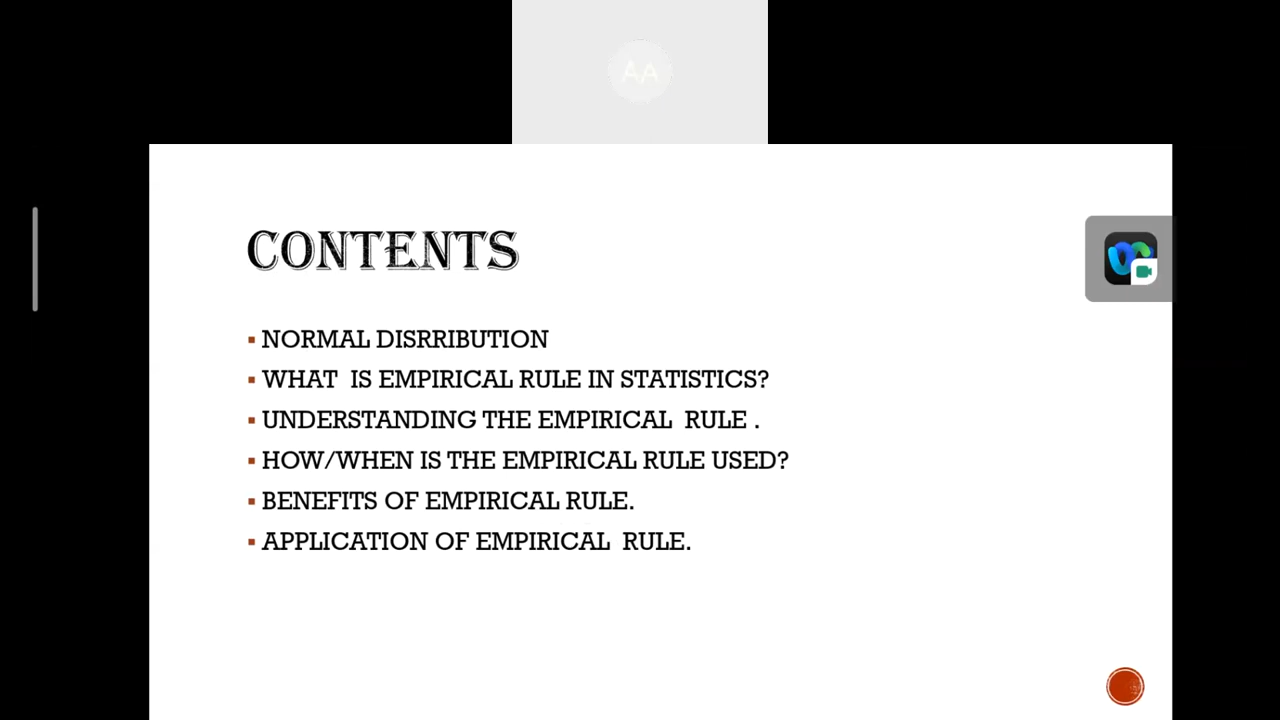 AA
CONTENTS
▪ NORMAL DISRRIBUTION
▪ WHAT  IS EMPIRICAL RULE IN STATISTICS?
▪ UNDERSTANDING THE EMPIRICAL  RULE .
▪ HOW/WHEN IS THE EMPIRICAL RULE USED?
▪ BENEFITS OF EMPIRICAL RULE.
▪ APPLICATION OF EMPIRICAL  RULE.